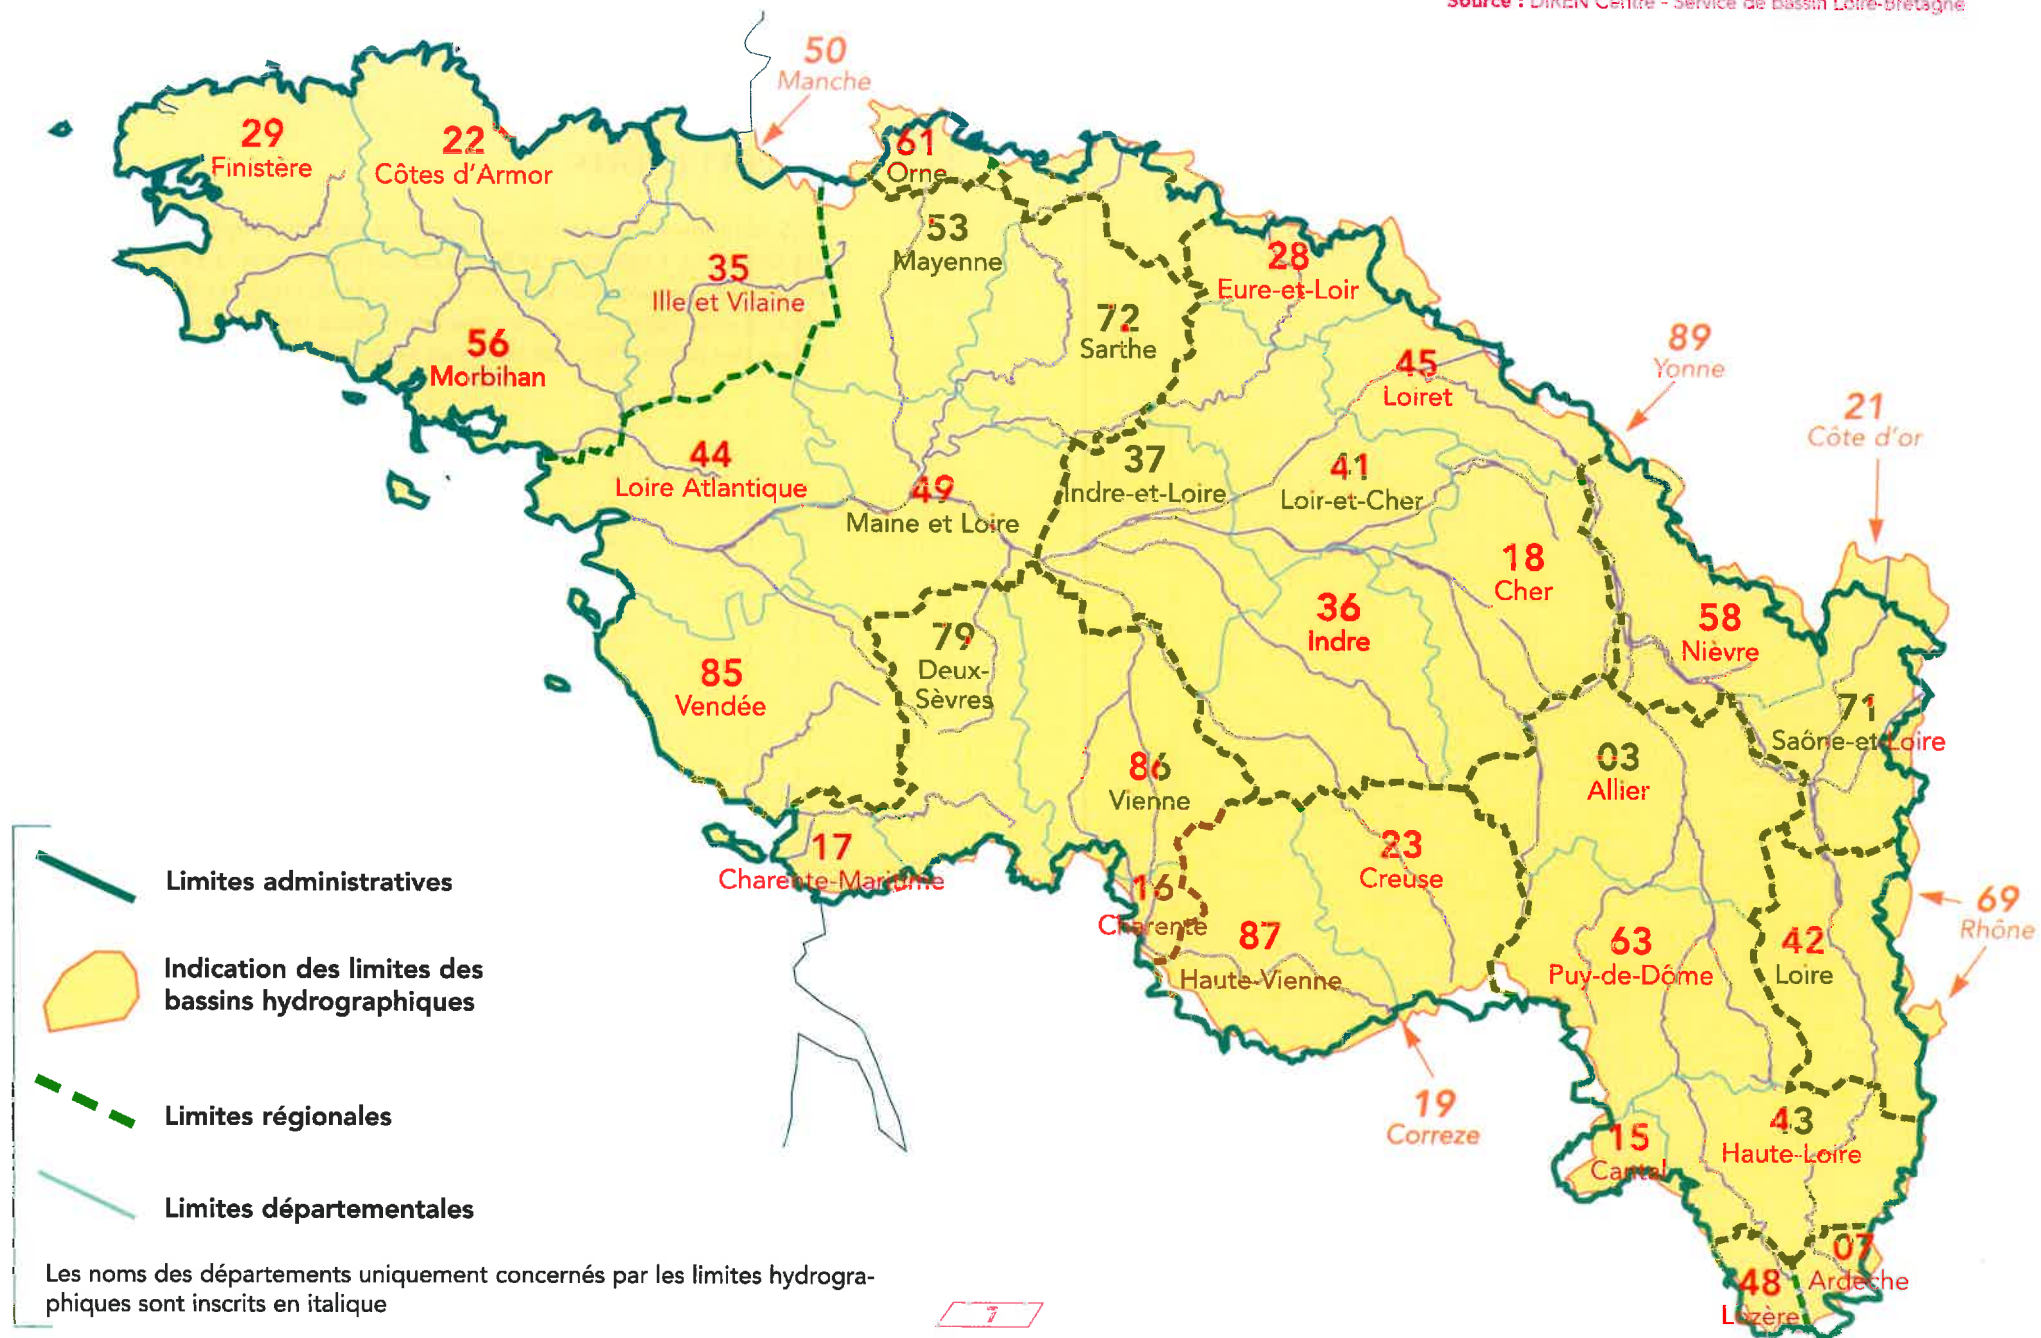 Source : DIREN Centre - Service de bassin Loire-Bretagne
50
Manche
29
Finistère
22
Côtes d'Armor
61
Orne
53
Mayenne
35
Ille et Vilaine
28
Eure-et-Loir
72
Sarthe
56
Morbihan
45
Loiret
89
Yonne
21
Côte d'or
44
Loire Atlantique
49
Maine et Loire
37
Indre-et-Loire
41
Loir-et-Cher
18
Cher
36
Indre
58
Nièvre
79
Deux-
Sèvres
85
Vendée
71
Saône-et-Loire
86
Vienne
03
Allier
17
Charente-Maritime
16
Charente
23
Creuse
87
Haute-Vienne
63
Puy-de-Dôme
42
Loire
69
Rhône
19
Correze
15
Cantal
43
Haute-Loire
07
Ardèche
48
Lozère
Limites administratives
Indication des limites des
bassins hydrographiques
Limites régionales
Limites départementales
Les noms des départements uniquement concernés par les limites hydrogra-
phiques sont inscrits en italique